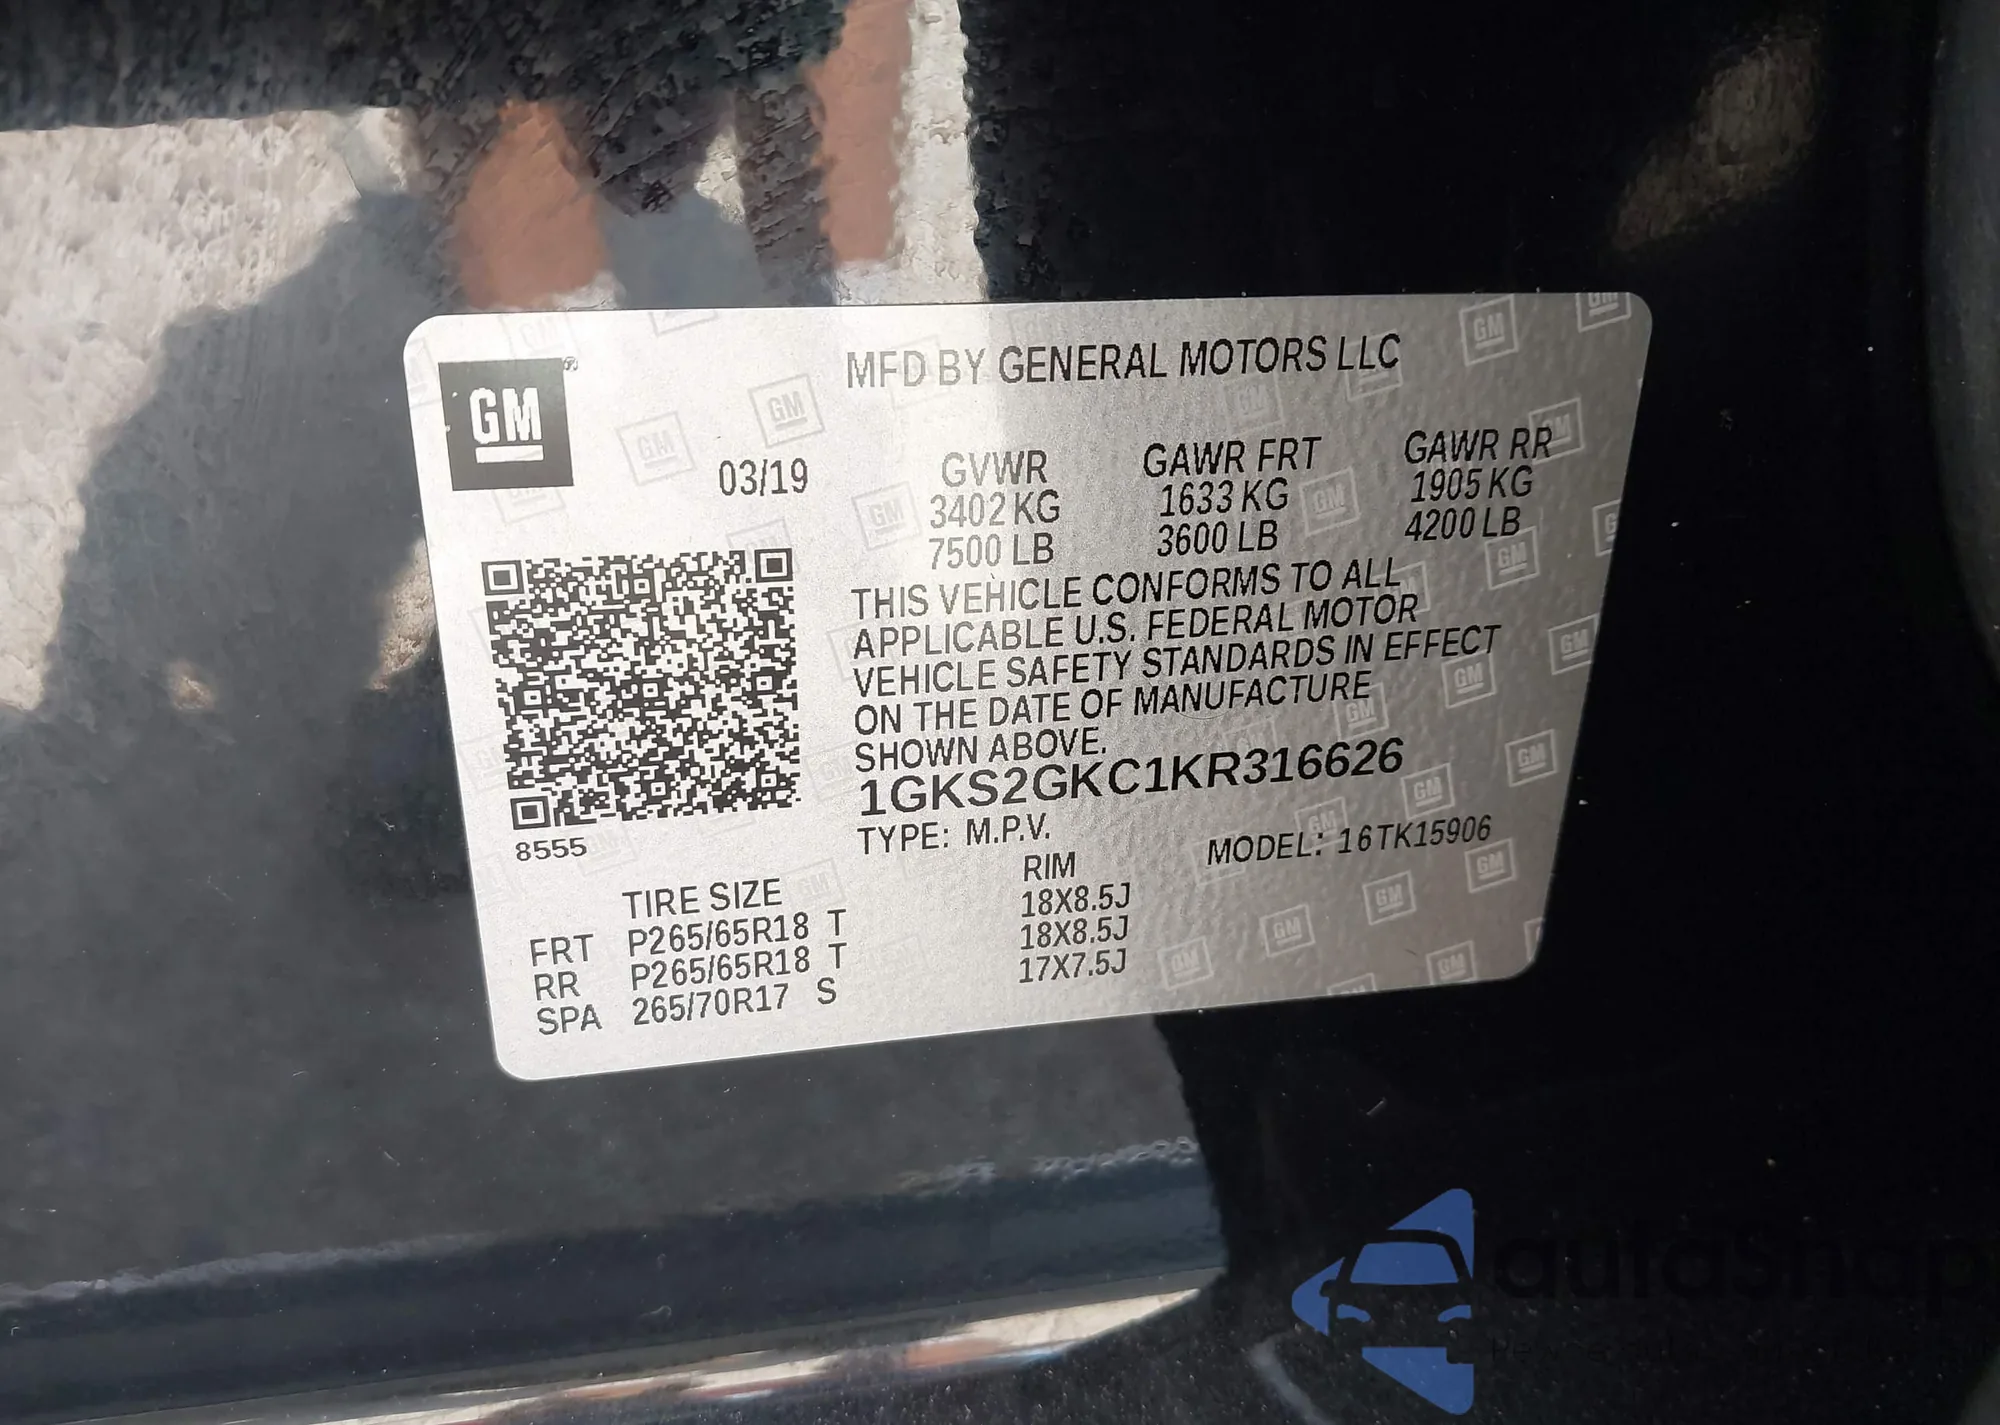 GM
MFD BY GENERAL MOTORS LLC
03/19
GVWR GAWR FRT GAWR RR
3402 KG 1633 KG 1905 KG
7500 LB 3600 LB 4200 LB
THIS VEHICLE CONFORMS TO ALL
APPLICABLE U.S. FEDERAL MOTOR
VEHICLE SAFETY STANDARDS IN EFFECT
ON THE DATE OF MANUFACTURE
SHOWN ABOVE.
1GKS2GKC1KR316626
8555
TYPE: M.P.V. MODEL: 16TK15906
TIRE SIZE RIM
FRT P265/65R18 T 18X8.5J
RR P265/65R18 T 18X8.5J
SPA 265/70R17 S 17X7.5J
autasnap